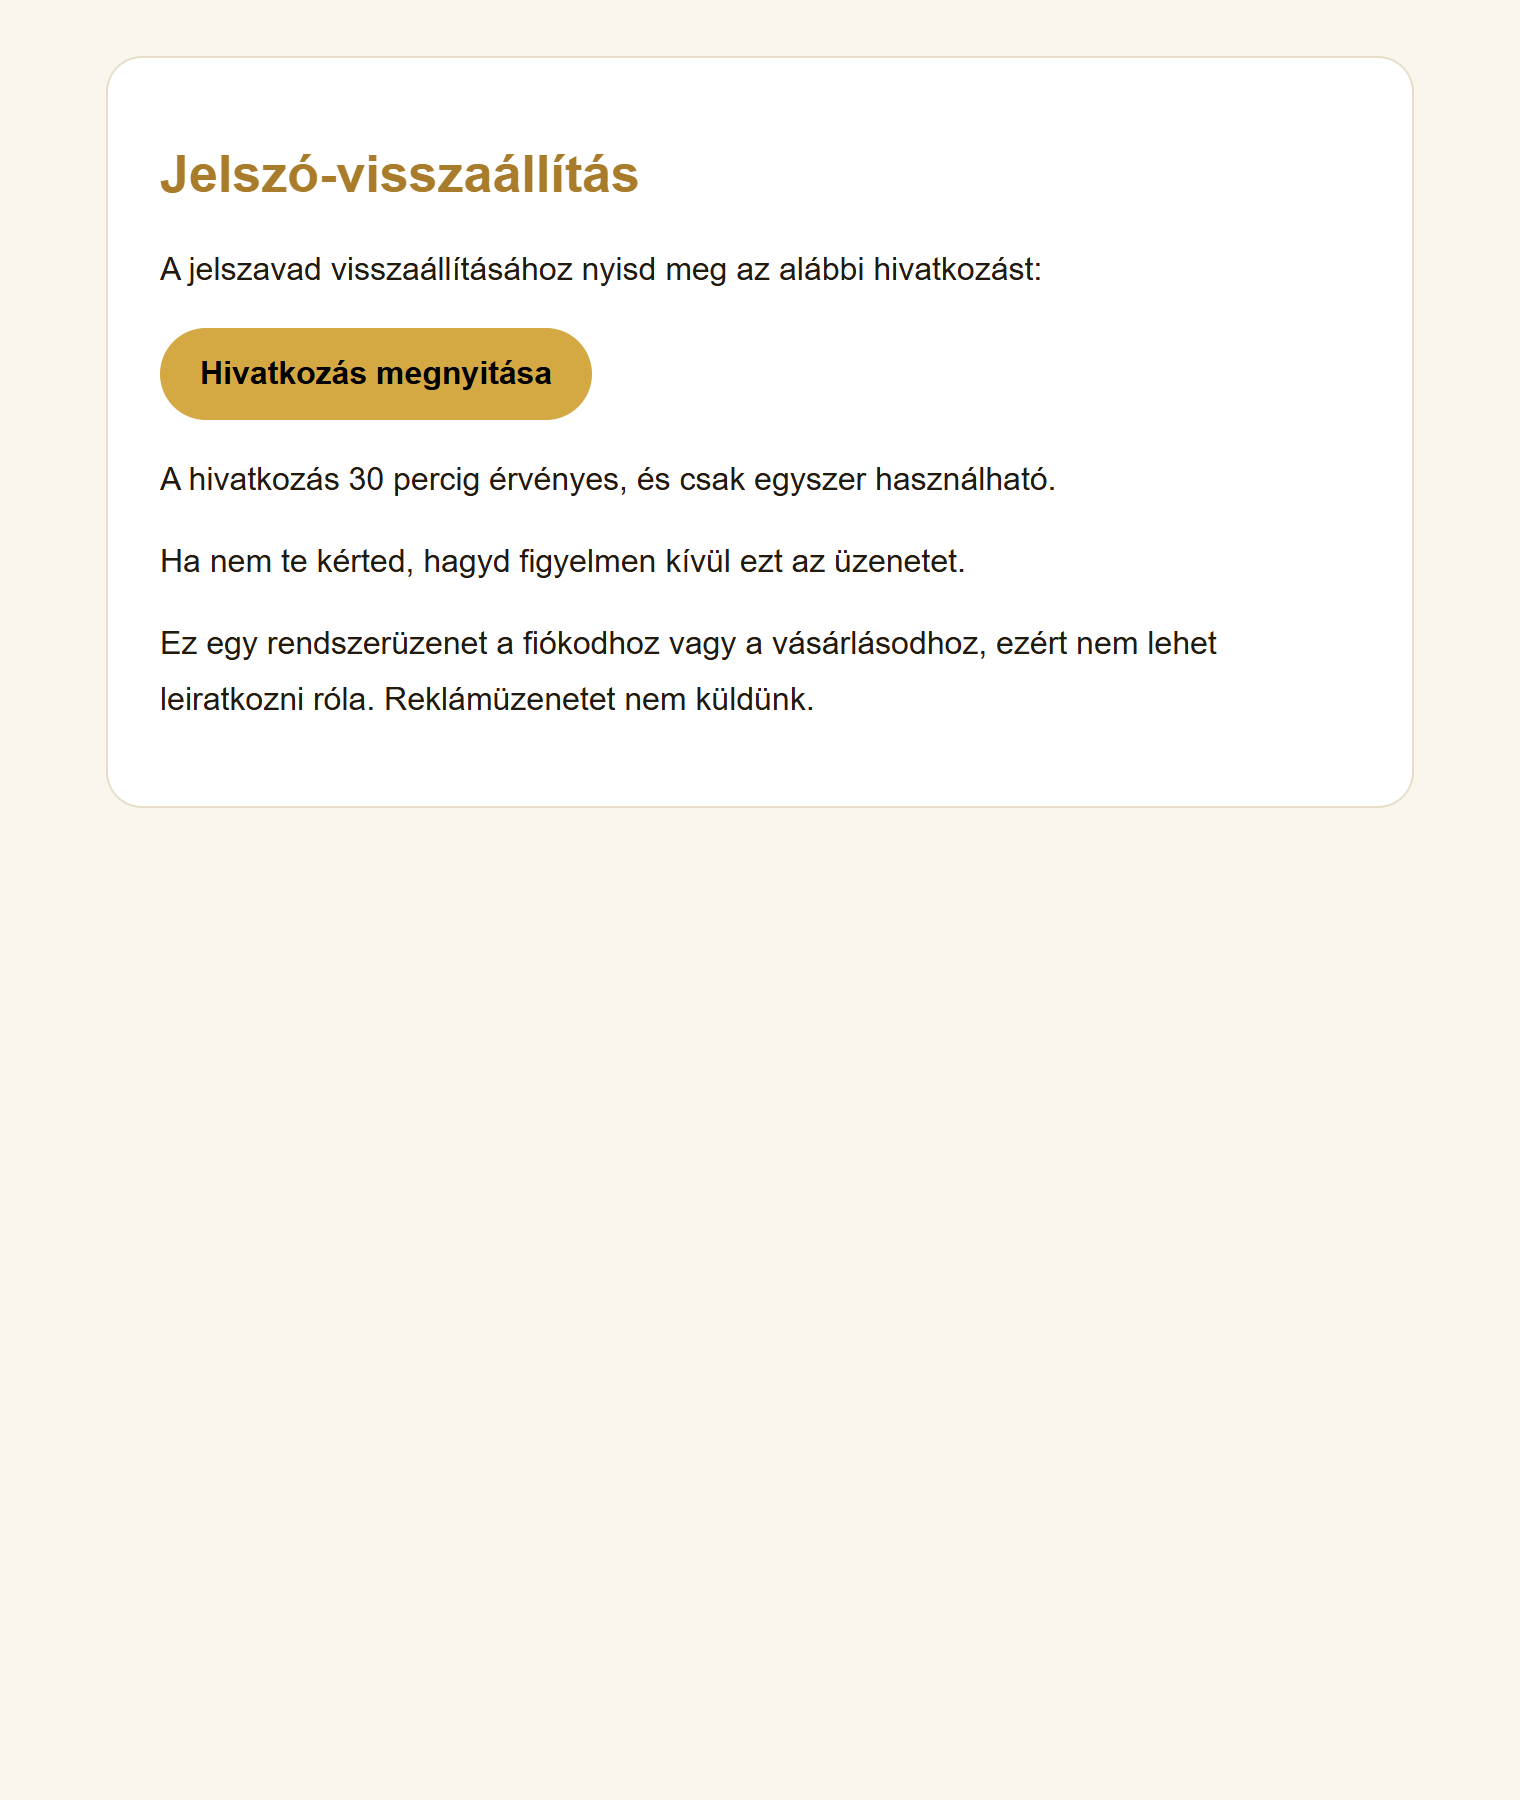 Jelszó-visszaállítás
A jelszavad visszaállításához nyisd meg az alábbi hivatkozást:
Hivatkozás megnyitása
A hivatkozás 30 percig érvényes, és csak egyszer használható.
Ha nem te kérted, hagyd figyelmen kívül ezt az üzenetet.
Ez egy rendszerüzenet a fiókodhoz vagy a vásárlásodhoz, ezért nem lehet
leiratkozni róla. Reklámüzenetet nem küldünk.